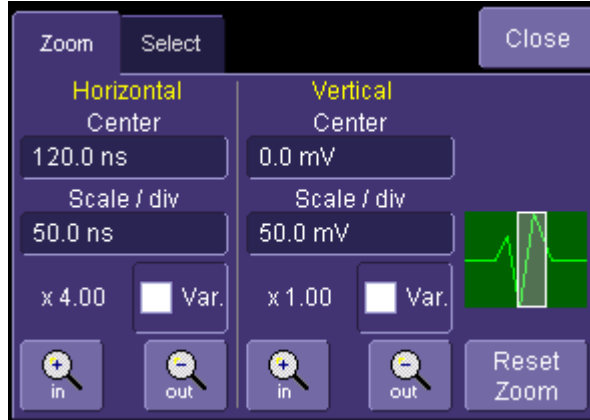 Zoom
Select
Close
Horizontal
Center
120.0 ns
Scale / div
50.0 ns
x 4.00
Var.
in
out
Vertical
Center
0.0 mV
Scale / div
50.0 mV
x 1.00
Var.
in
out
Reset
Zoom